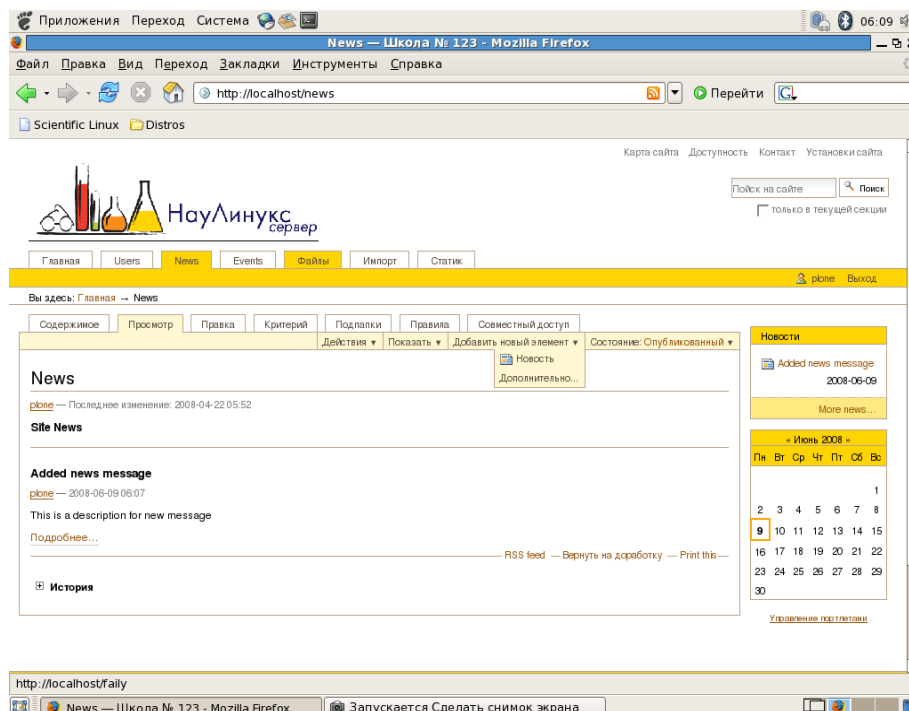 Приложения Переход Система 06:09
News — Школа № 123 - Mozilla Firefox
Файл Правка Вид Переход Закладки Инструменты Справка
http://localhost/news Перейти
Scientific Linux Distros
Карта сайта Доступность Контакт Установки сайта
Пойск на сайте Поиск
только в текущей секции
НауЛинукс
сервер
Главная Users News Events Файлы Импорт Статик
plone Выход
Вы здесь: Главная → News
Содержимое Просмотр Правка Критерий Подпапки Правила Совместный доступ
Действия Показать Добавить новый элемент Состояние: Опубликованный
Новость
Дополнительно...
News
plone — Последнее изменение: 2008-04-22 05:52
Site News
Added news message
plone — 2008-06-09 06:07
This is a description for new message
Подробнее...
RSS feed — Вернуть на доработку — Print this —
История
Новости
Added news message
2008-06-09
More news...
« Июнь 2008 »
Пн Вт Ср Чт Пт Сб Вс
1
2 3 4 5 6 7 8
9 10 11 12 13 14 15
16 17 18 19 20 21 22
23 24 25 26 27 28 29
30
Управление портлетами
http://localhost/faily
News — Школа № 123 - Mozilla Firefox Запускается Сделать снимок экрана